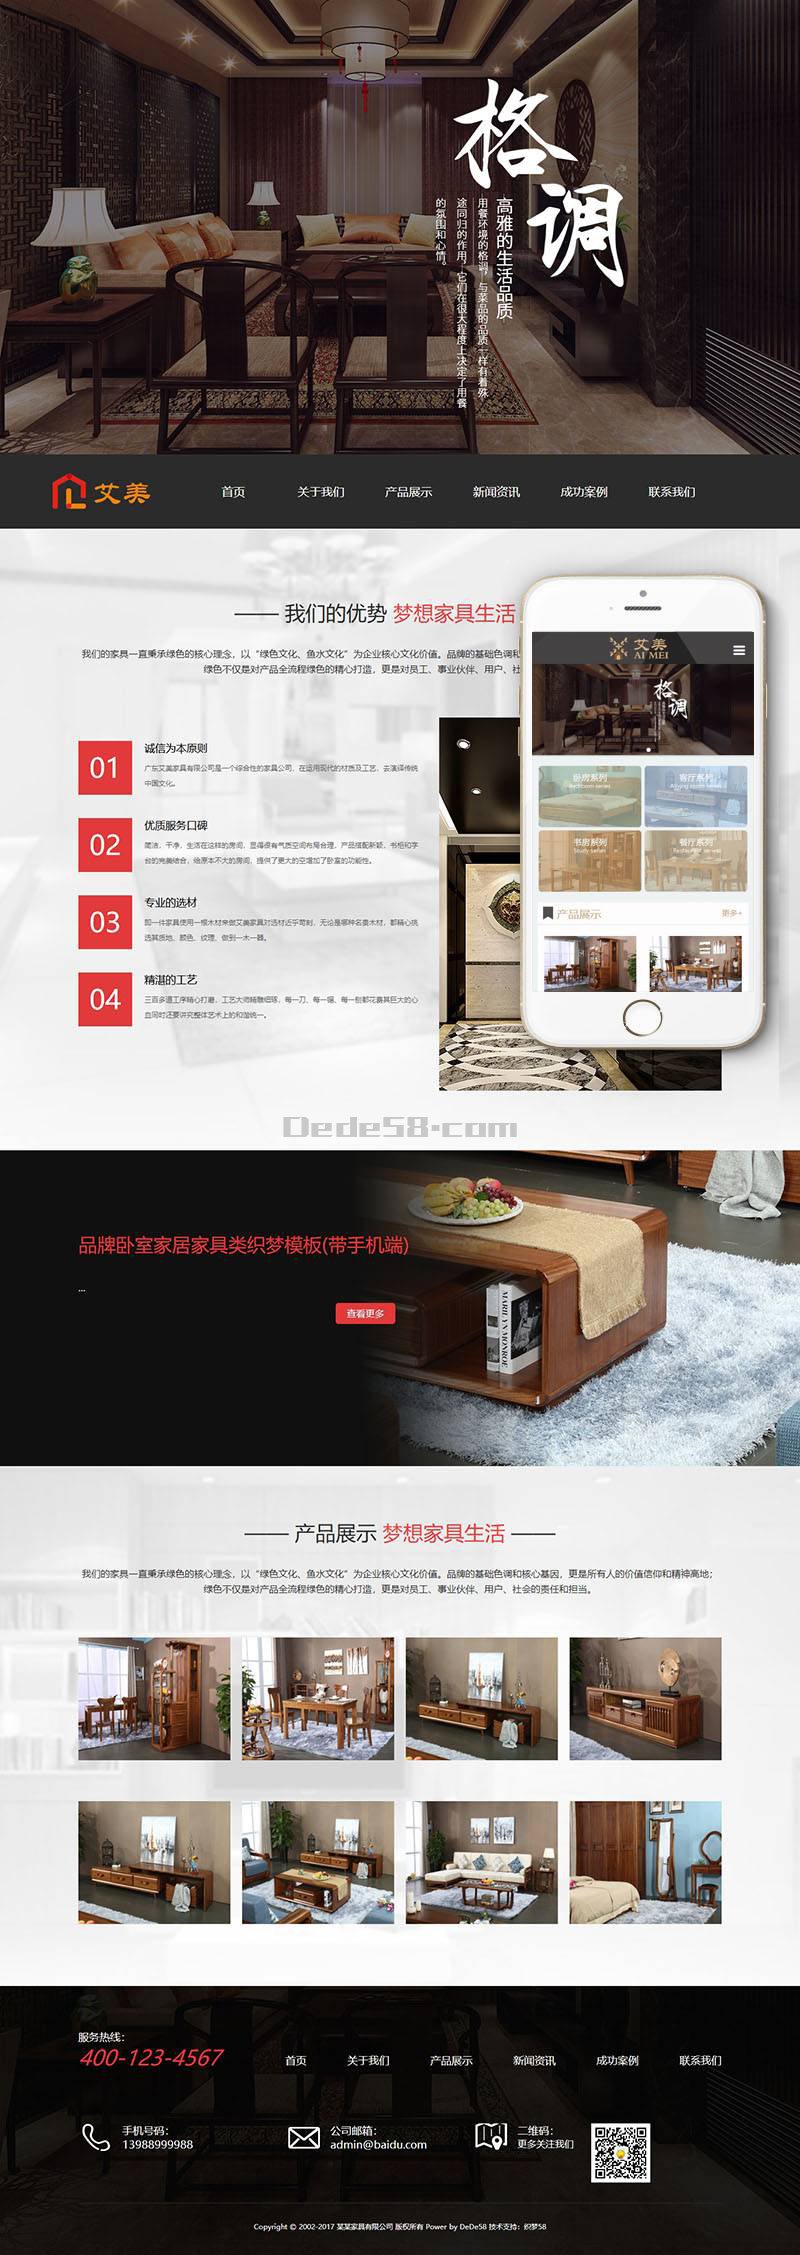 格调
高雅的生活品质
用餐环境的格调，与菜品的品质一样有着殊
途同归的作用，它们在很大程度上决定了用餐
的氛围和心情。
艾美
首页 关于我们 产品展示 新闻资讯 成功案例 联系我们
—— 我们的优势 梦想家具生活
我们的家具一直秉承绿色的核心理念，以“绿色文化、鱼水文化”为企业核心文化价值。品牌的基础色调和
绿色不仅是对产品全流程绿色的精心打造，更是对员工、事业伙伴、用户、社
01
诚信为本原则
广东艾美家具有限公司是一个综合性的家具公司，在运用现代的材质及工艺，去演绎传统
中国文化。
02
优质服务口碑
简洁，干净，生活在这样的房间，显得很有气质空间布局合理，产品搭配新颖，书柜和字
台的完美结合，给原本不大的房间，提供了更大的空增加了卧室的功能性。
03
专业的选材
即一件家具使用一根木材来做艾美家具对选材近乎苛刻，无论是哪种名贵木材，都精心挑
选其质地、颜色、纹理，做到一木一器。
04
精湛的工艺
三百多道工序精心打磨，工艺大师精雕细琢，每一刀、每一锯、每一刨都花费其巨大的心
血同时还要讲究整体艺术上的和谐统一。
艾美
AI MEI
格调
卧房系列
Bedroom series
客厅系列
书房系列
Study series
餐厅系列
产品展示
更多+
Dede58.com
品牌卧室家居家具类织梦模板(带手机端)
...
查看更多
MARILYN MONROE
—— 产品展示 梦想家具生活 ——
我们的家具一直秉承绿色的核心理念，以“绿色文化、鱼水文化”为企业核心文化价值。品牌的基础色调和核心基因，更是所有人的价值信仰和精神高地；
绿色不仅是对产品全流程绿色的精心打造，更是对员工、事业伙伴、用户、社会的责任和担当。
服务热线：
400-123-4567
首页 关于我们 产品展示 新闻资讯 成功案例 联系我们
手机号码：
13988999988
公司邮箱：
admin@baidu.com
二维码：
更多关注我们
Copyright © 2002-2017 某某家具有限公司 版权所有 Power by DeDe58 技术支持：织梦58